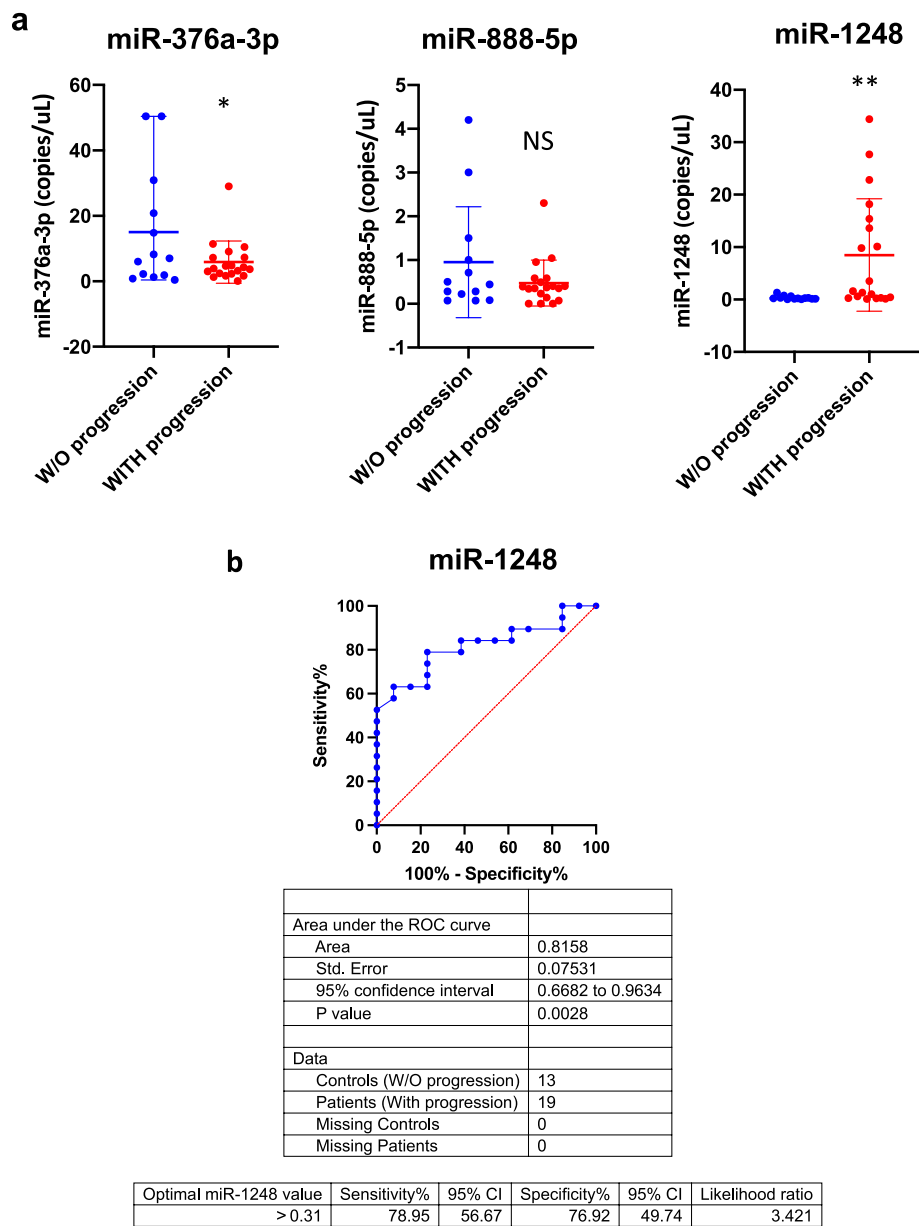 a
miR-376a-3p
miR-376a-3p (copies/uL)
60
40
20
0
-20
*
W/O progression
WITH progression
miR-888-5p
miR-888-5p (copies/uL)
5
4
3
2
1
0
-1
NS
W/O progression
WITH progression
miR-1248
miR-1248 (copies/uL)
40
30
20
10
0
-10
**
W/O progression
WITH progression
b
miR-1248
Sensitivity%
100
80
60
40
20
0
0 20 40 60 80 100
100% - Specificity%
Area under the ROC curve
Area 0.8158
Std. Error 0.07531
95% confidence interval 0.6682 to 0.9634
P value 0.0028
Data
Controls (W/O progression) 13
Patients (With progression) 19
Missing Controls 0
Missing Patients 0
Optimal miR-1248 value Sensitivity% 95% CI Specificity% 95% CI Likelihood ratio
> 0.31 78.95 56.67 76.92 49.74 3.421